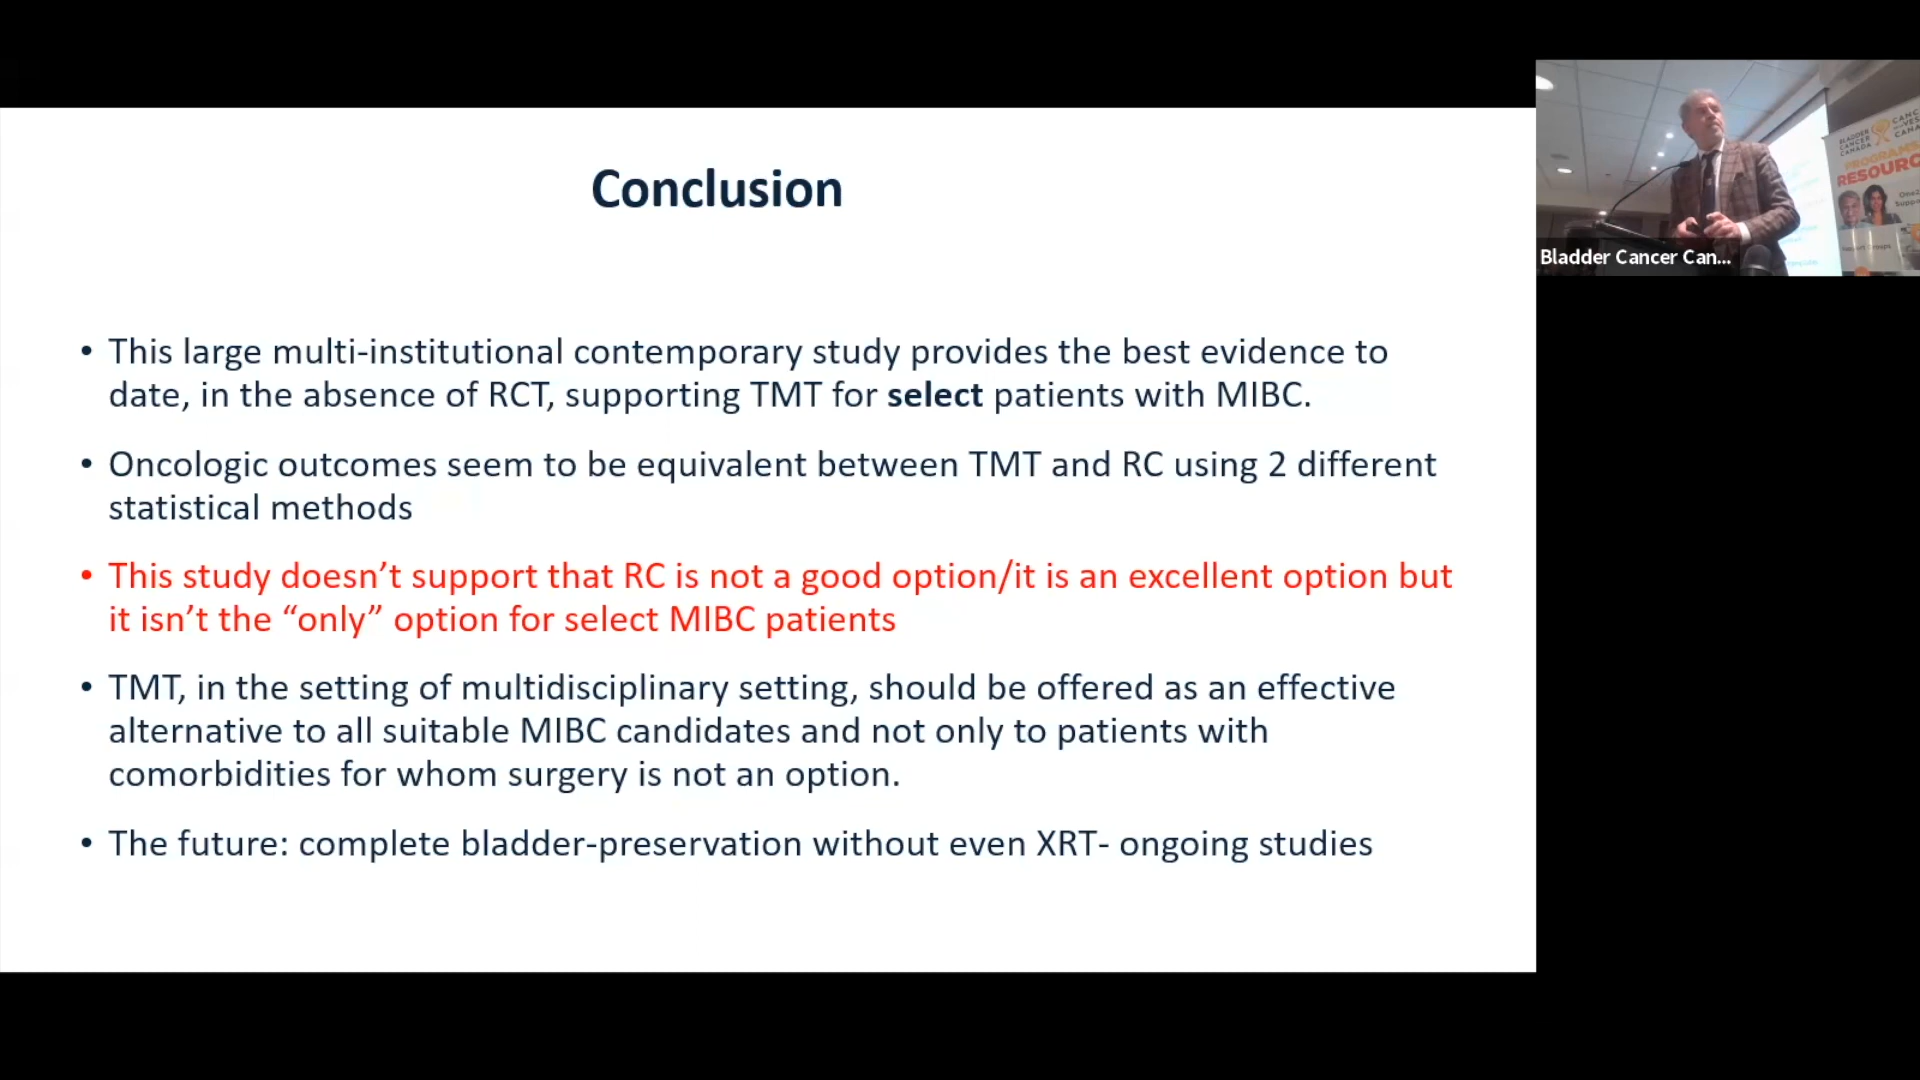 Conclusion
• This large multi-institutional contemporary study provides the best evidence to
date, in the absence of RCT, supporting TMT for select patients with MIBC.
• Oncologic outcomes seem to be equivalent between TMT and RC using 2 different
statistical methods
• This study doesn’t support that RC is not a good option/it is an excellent option but
it isn’t the “only” option for select MIBC patients
• TMT, in the setting of multidisciplinary setting, should be offered as an effective
alternative to all suitable MIBC candidates and not only to patients with
comorbidities for whom surgery is not an option.
• The future: complete bladder-preservation without even XRT- ongoing studies
BLADDER
CANCER
CANADA
PROGRAMS
RESOURC
Bladder Cancer Can...